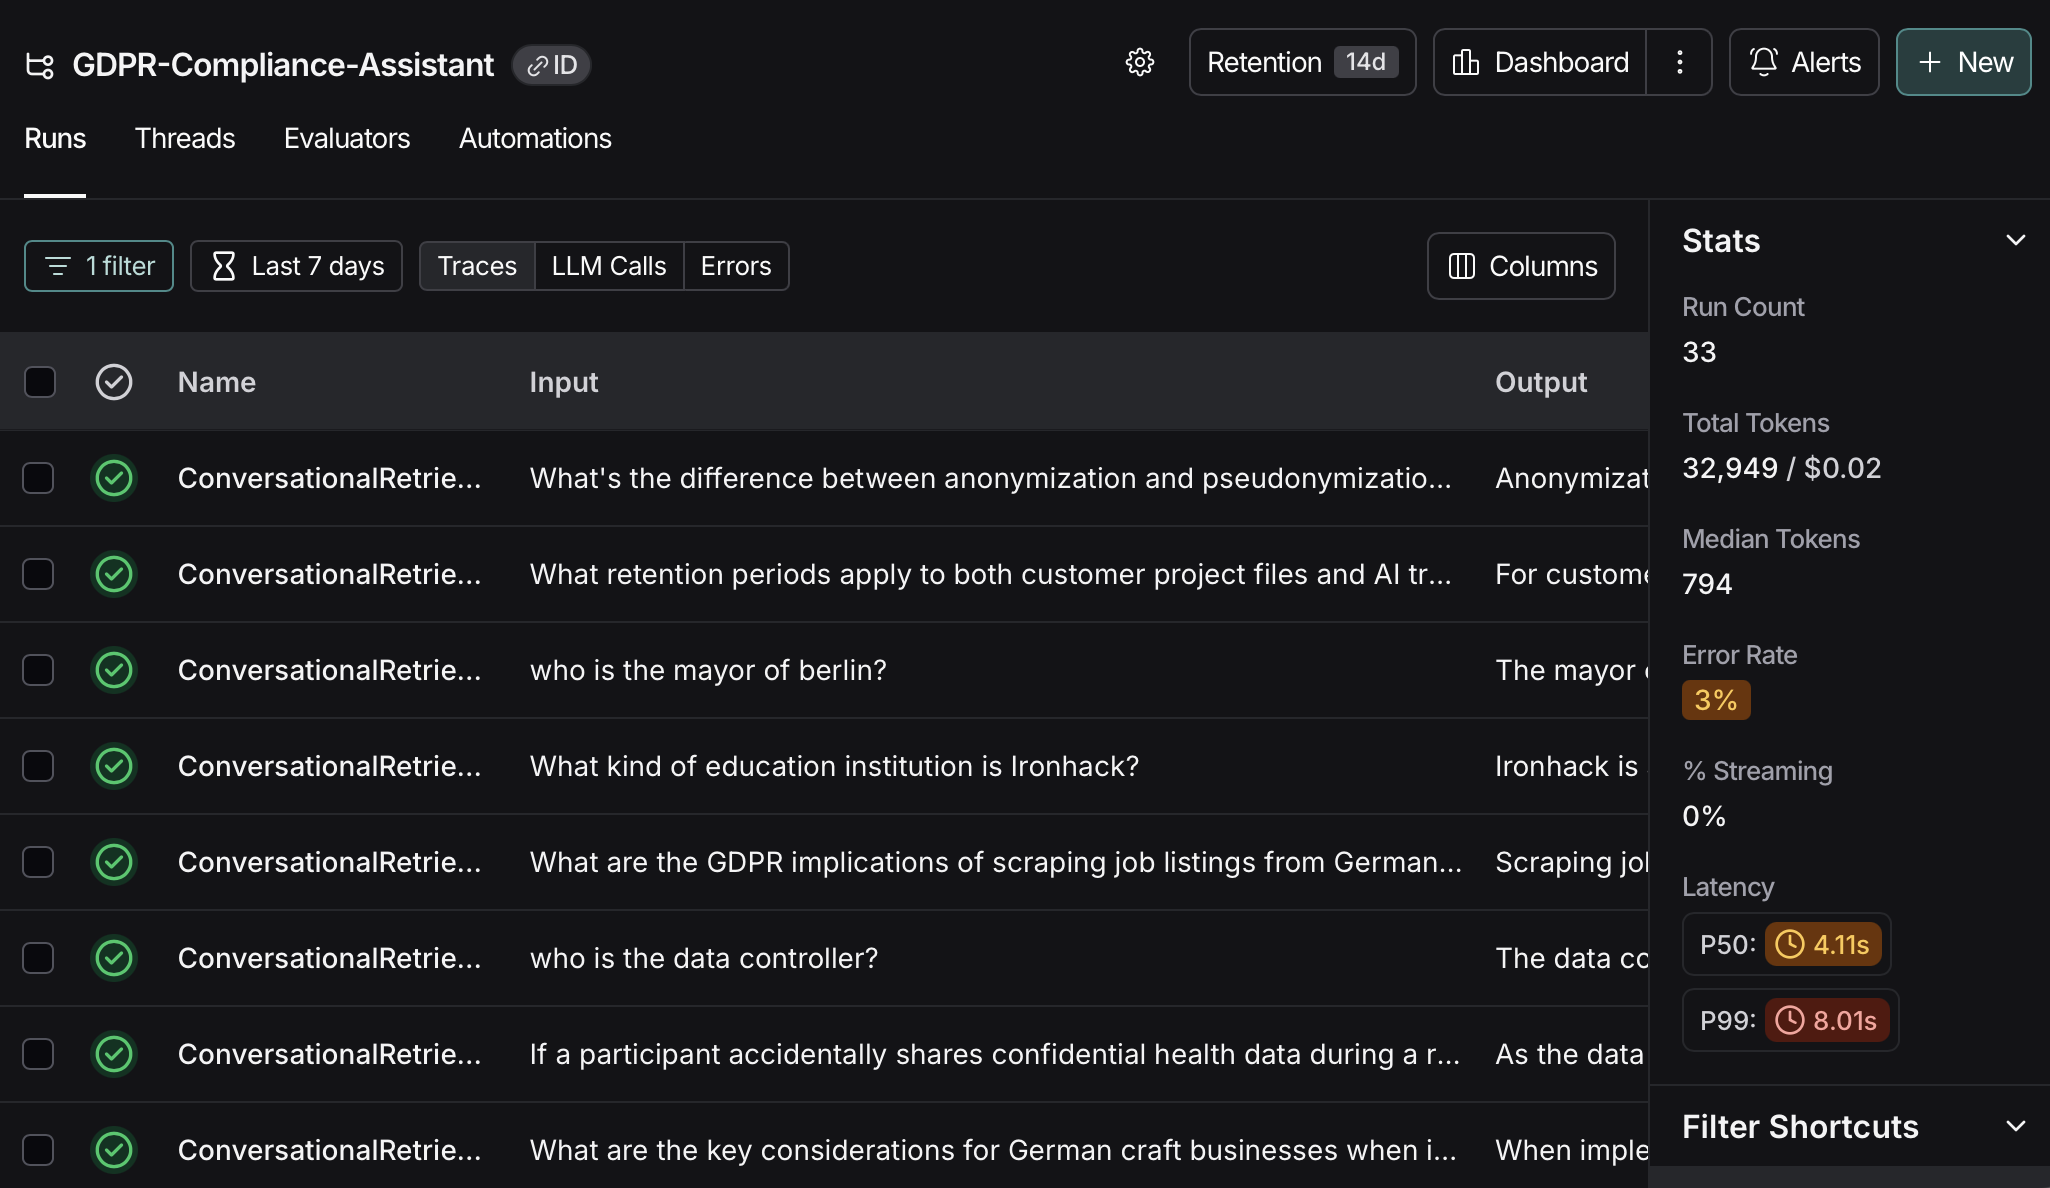 GDPR-Compliance-Assistant ID
Retention 14d Dashboard Alerts + New
Runs Threads Evaluators Automations
1 filter Last 7 days Traces LLM Calls Errors Columns
Name Input Output
ConversationalRetrie... What's the difference between anonymization and pseudonymizatio... Anonymizat
ConversationalRetrie... What retention periods apply to both customer project files and AI tr... For custome
ConversationalRetrie... who is the mayor of berlin? The mayor
ConversationalRetrie... What kind of education institution is Ironhack? Ironhack is
ConversationalRetrie... What are the GDPR implications of scraping job listings from German... Scraping jol
ConversationalRetrie... who is the data controller? The data co
ConversationalRetrie... If a participant accidentally shares confidential health data during a r... As the data
ConversationalRetrie... What are the key considerations for German craft businesses when i... When imple
Stats
Run Count
33
Total Tokens
32,949 / $0.02
Median Tokens
794
Error Rate
3%
% Streaming
0%
Latency
P50: 4.11s
P99: 8.01s
Filter Shortcuts